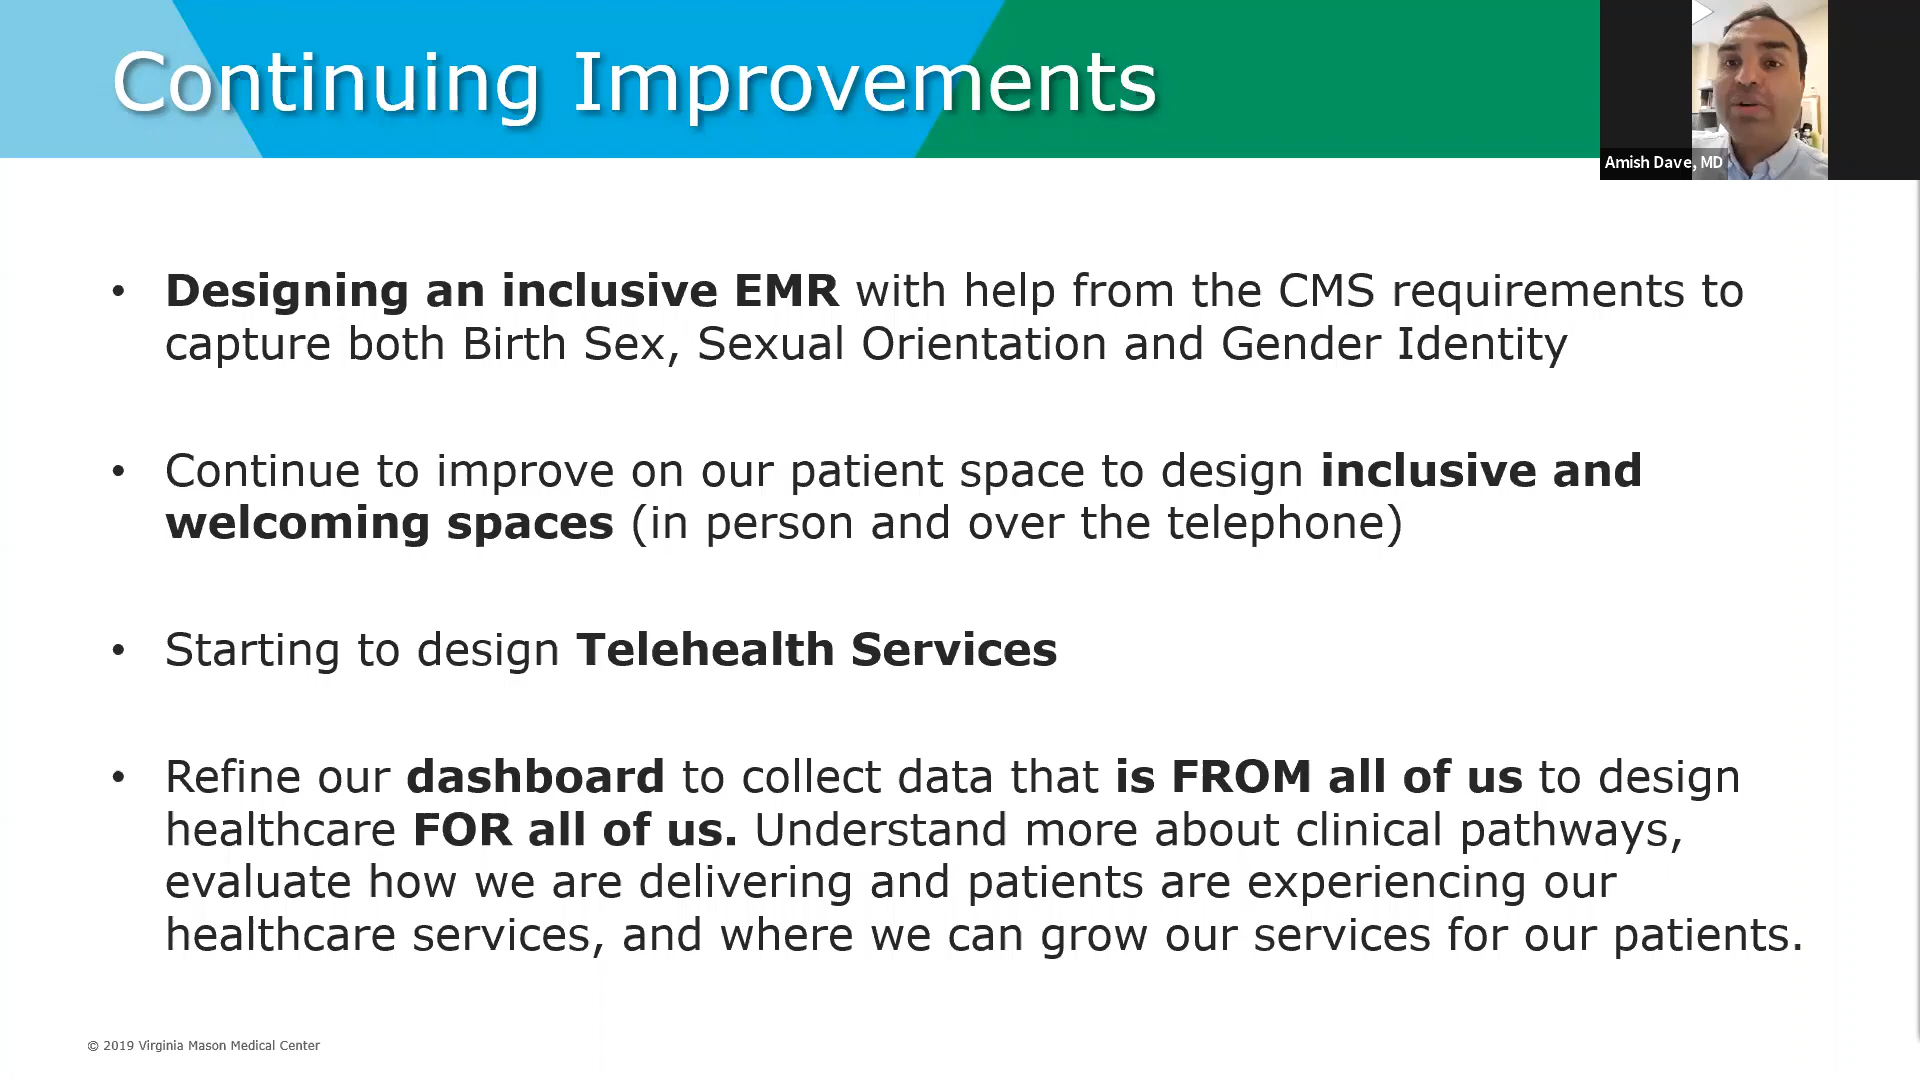 Continuing Improvements
Amish Dave, MD
• Designing an inclusive EMR with help from the CMS requirements to
capture both Birth Sex, Sexual Orientation and Gender Identity
• Continue to improve on our patient space to design inclusive and
welcoming spaces (in person and over the telephone)
• Starting to design Telehealth Services
• Refine our dashboard to collect data that is FROM all of us to design
healthcare FOR all of us. Understand more about clinical pathways,
evaluate how we are delivering and patients are experiencing our
healthcare services, and where we can grow our services for our patients.
© 2019 Virginia Mason Medical Center